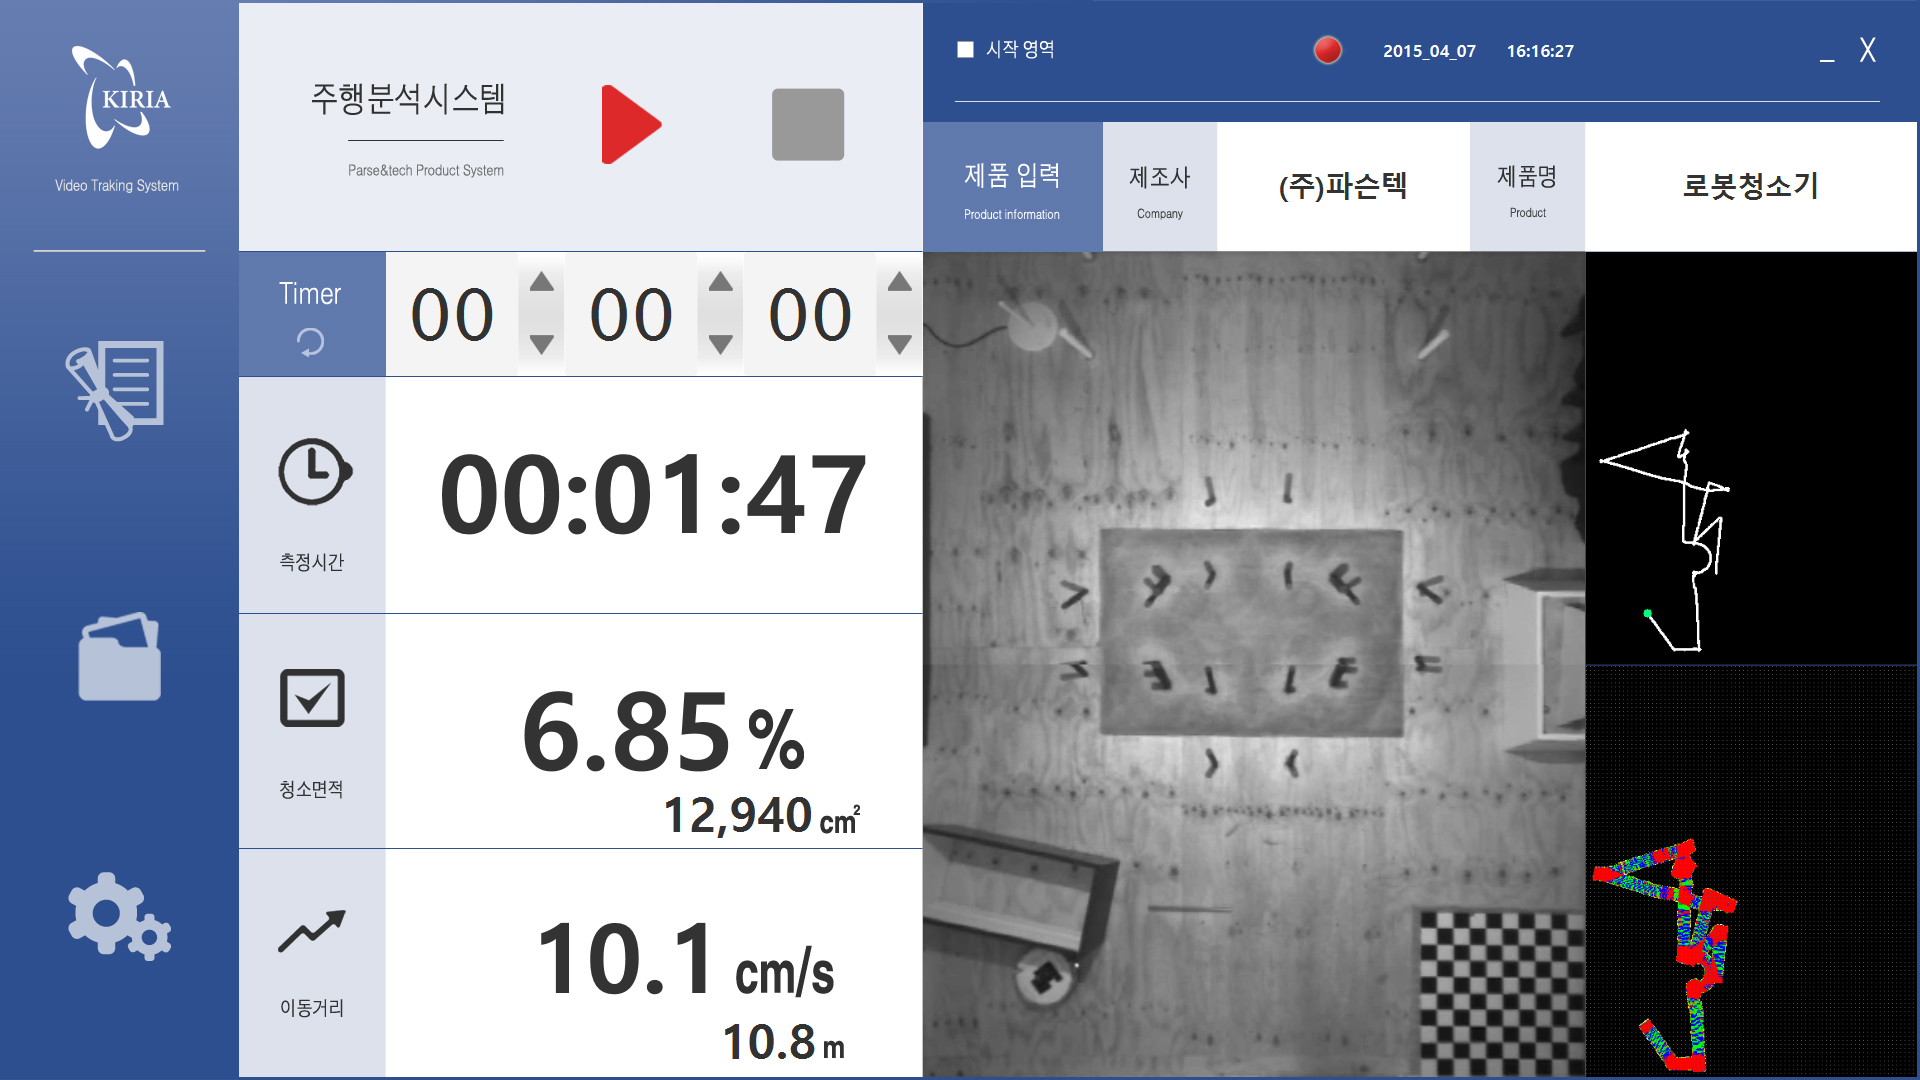 KIRIA
Video Traking System
주행분석시스템
Parse&tech Product System
시작 영역
2015_04_07 16:16:27
_ X
제품 입력
Product information
제조사
Company
(주)파슨텍
제품명
Product
로봇청소기
Timer
00 00 00
측정시간
00:01:47
청소면적
6.85 %
12,940 cm²
이동거리
10.1 cm/s
10.8 m